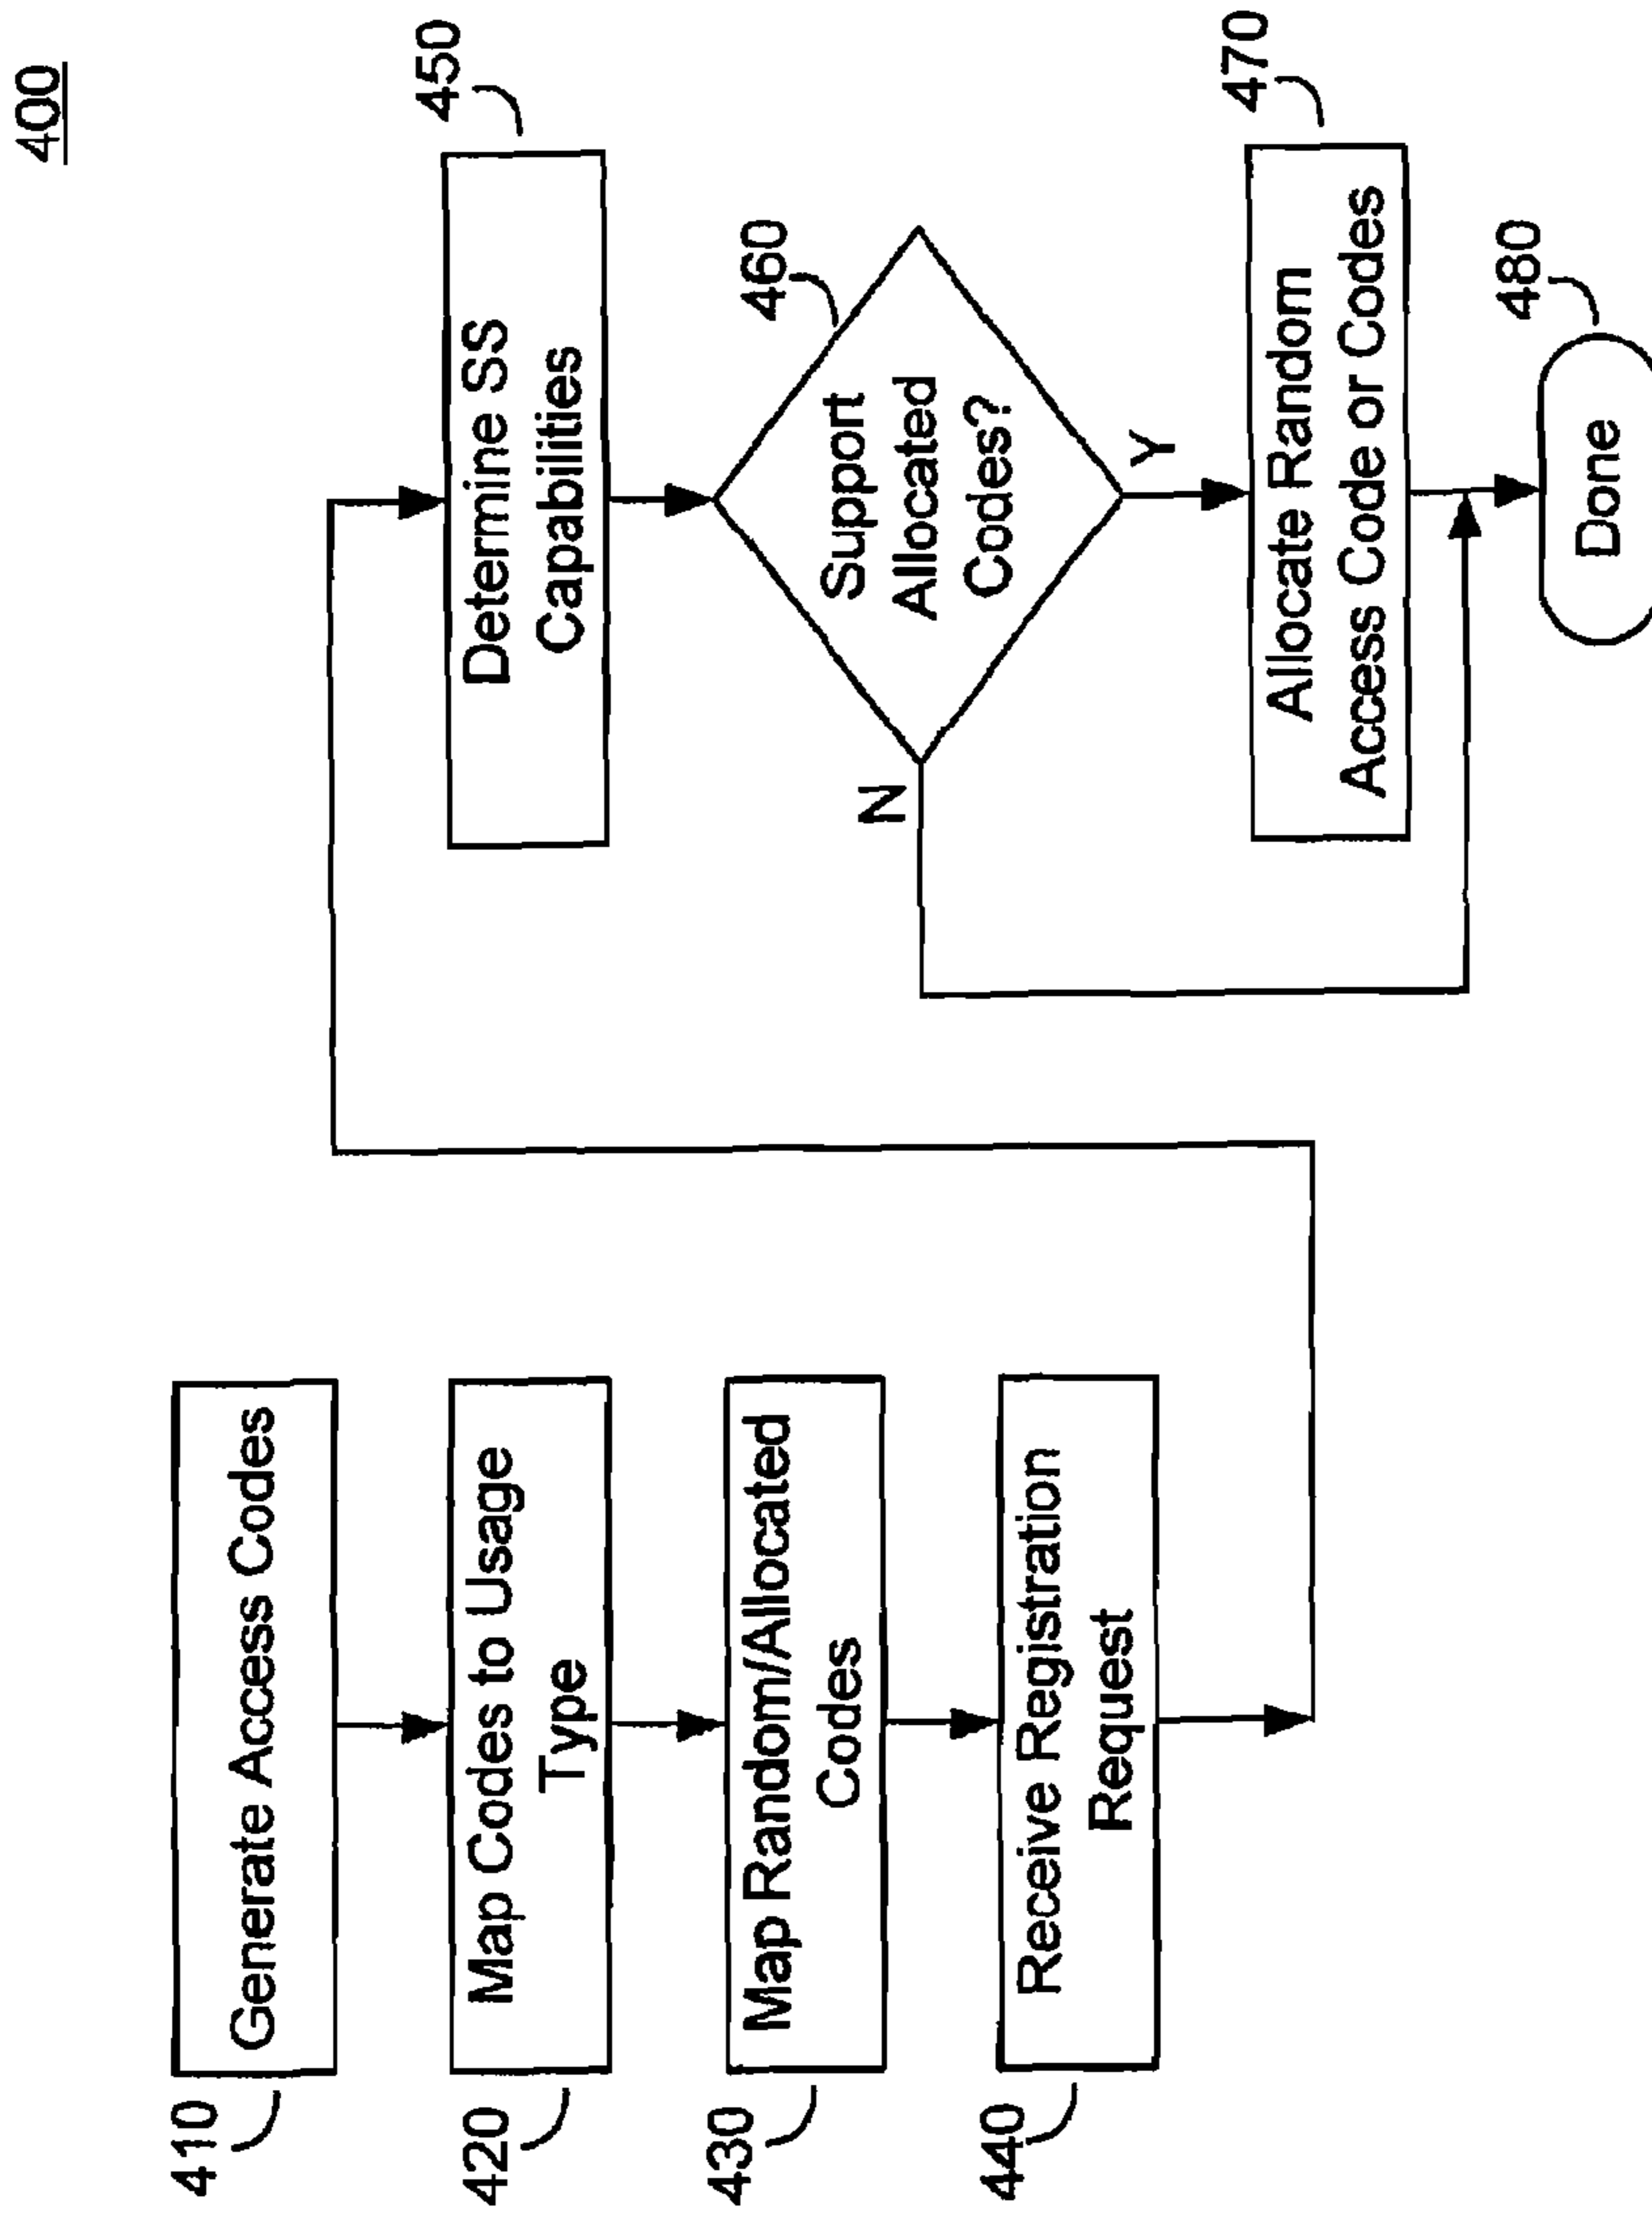 400
410
Generate Access Codes
420
Map Codes to Usage
Type
430
Map Random/Allocated
Codes
440
Receive Registration
Request
450
Determine SS
Capabilities
460
Support
Allocated
Codes?
N
Y
470
Allocate Random
Access Code or Codes
480
Done